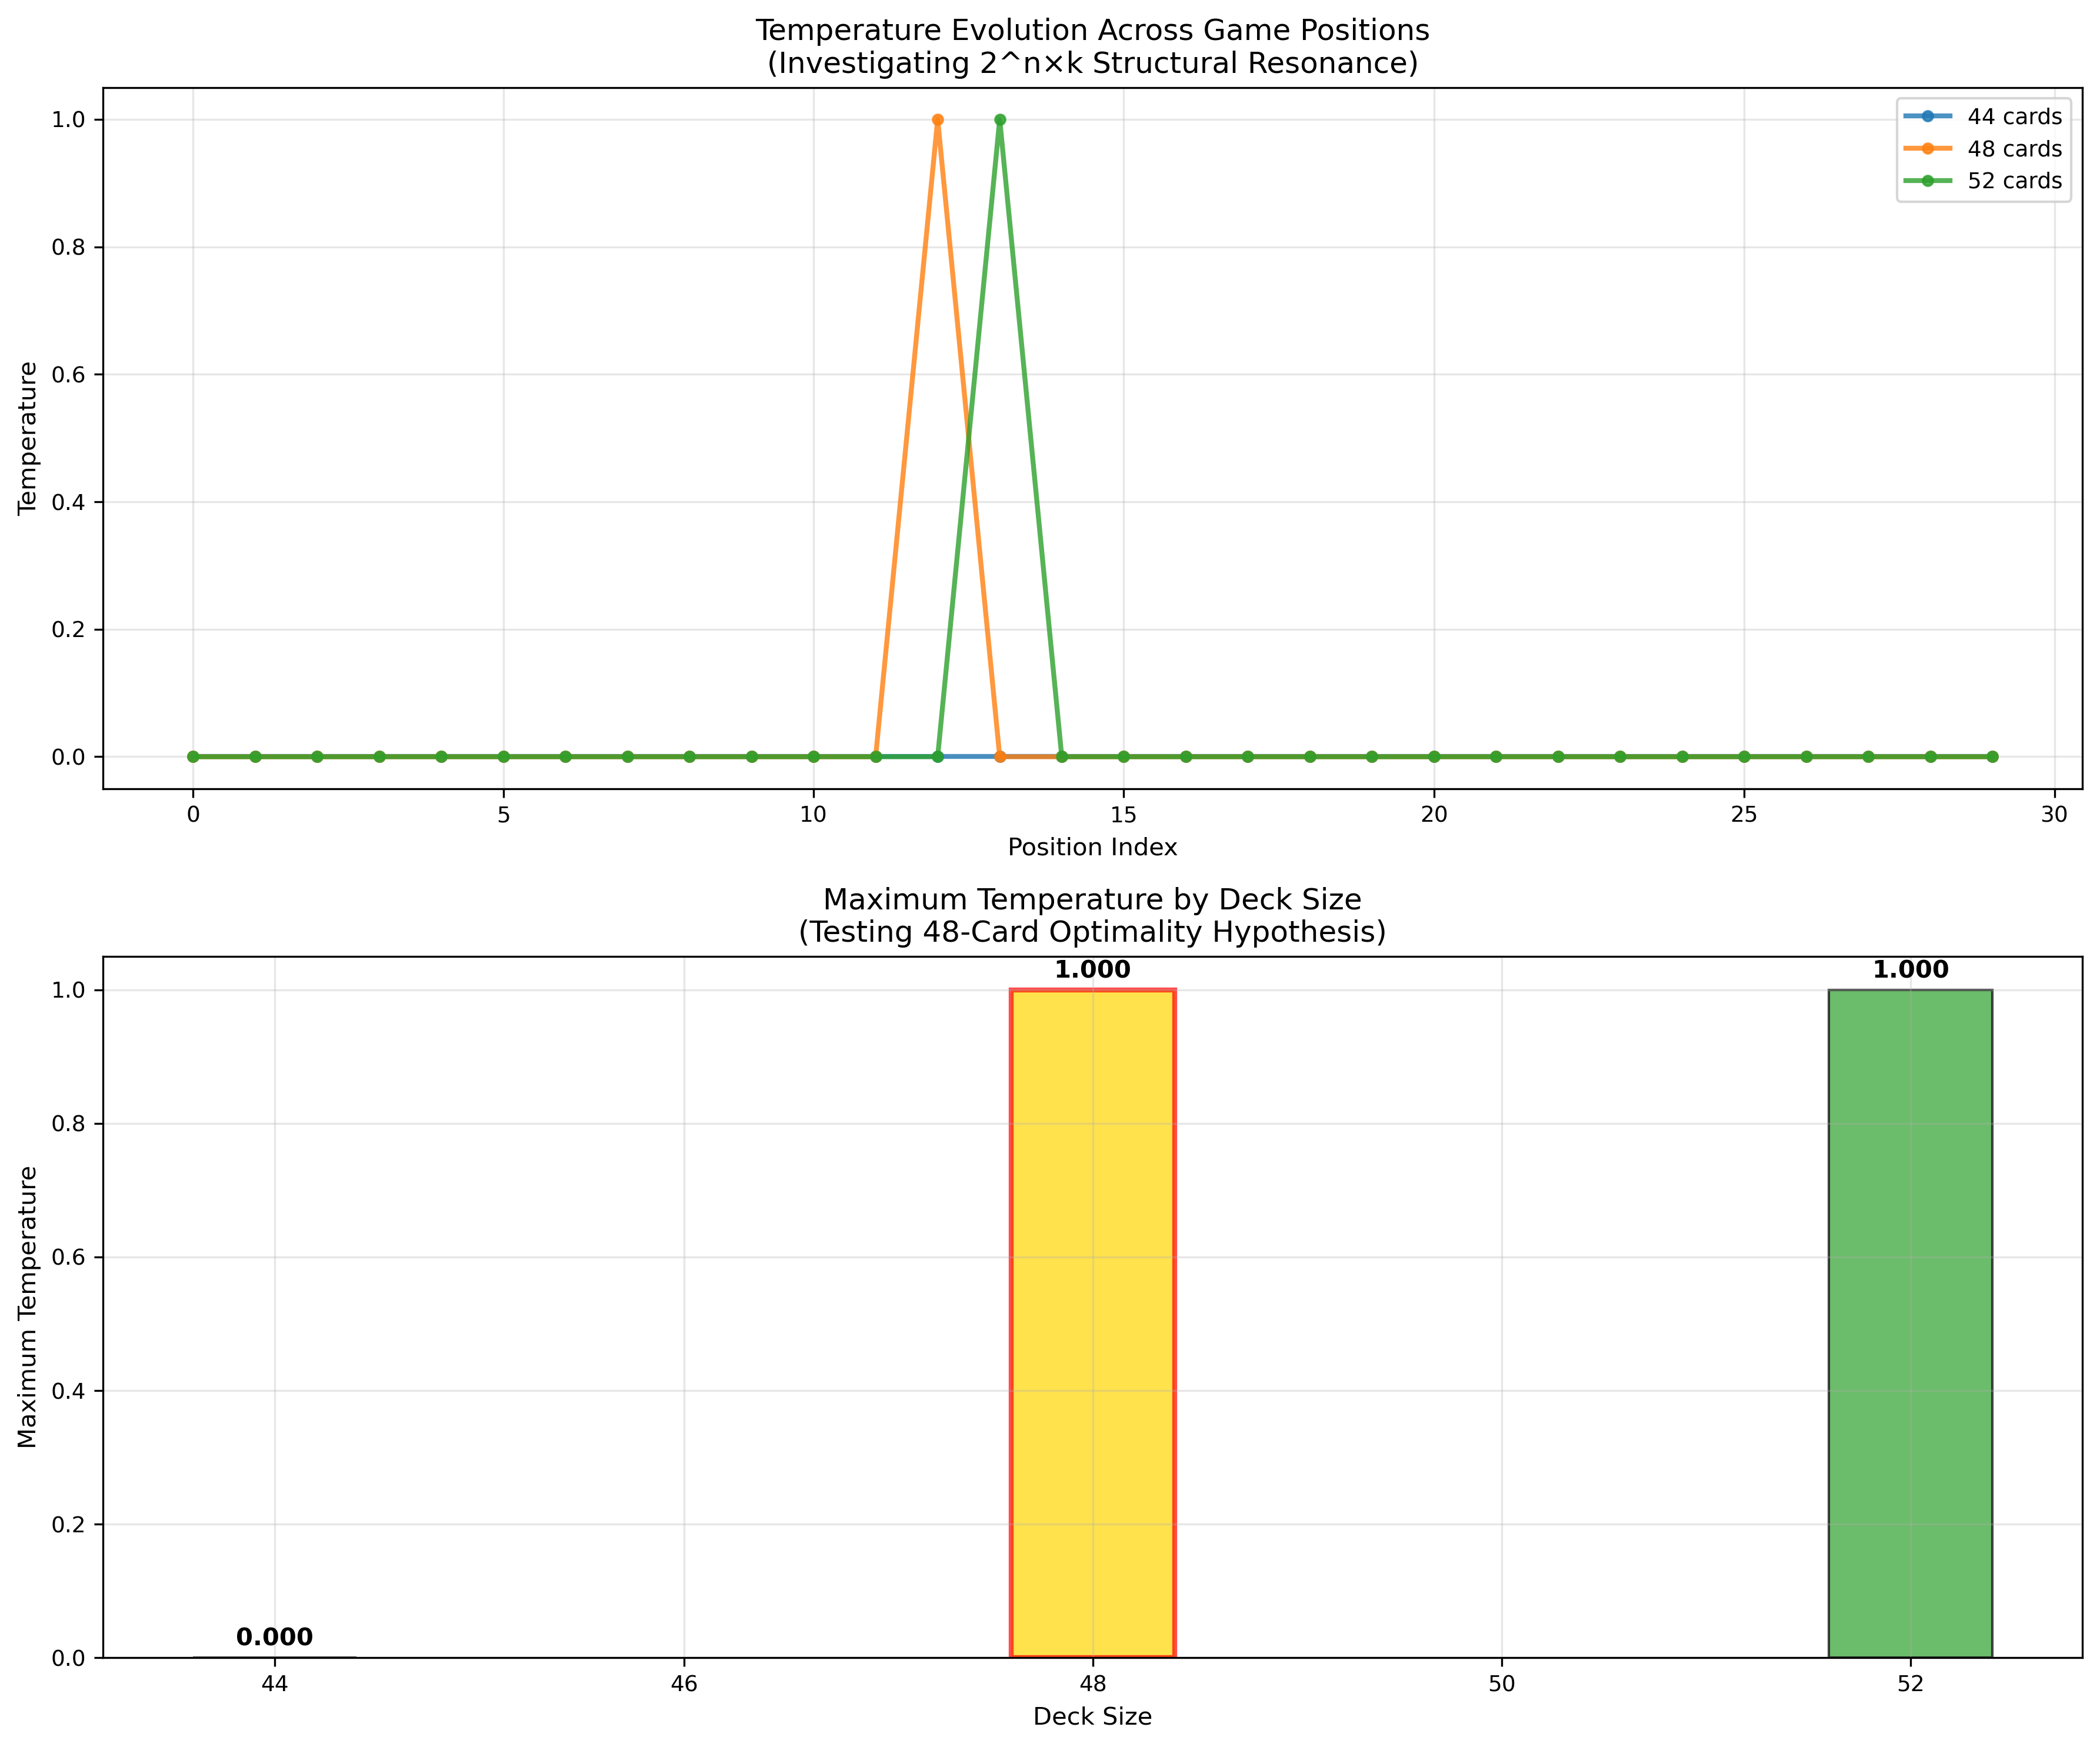 Temperature Evolution Across Game Positions
(Investigating 2^n×k Structural Resonance)
44 cards
48 cards
52 cards
Temperature
1.0
0.8
0.6
0.4
0.2
0.0
0 5 10 15 20 25 30
Position Index
Maximum Temperature by Deck Size
(Testing 48-Card Optimality Hypothesis)
1.000 1.000
0.000
Maximum Temperature
1.0
0.8
0.6
0.4
0.2
0.0
44 46 48 50 52
Deck Size